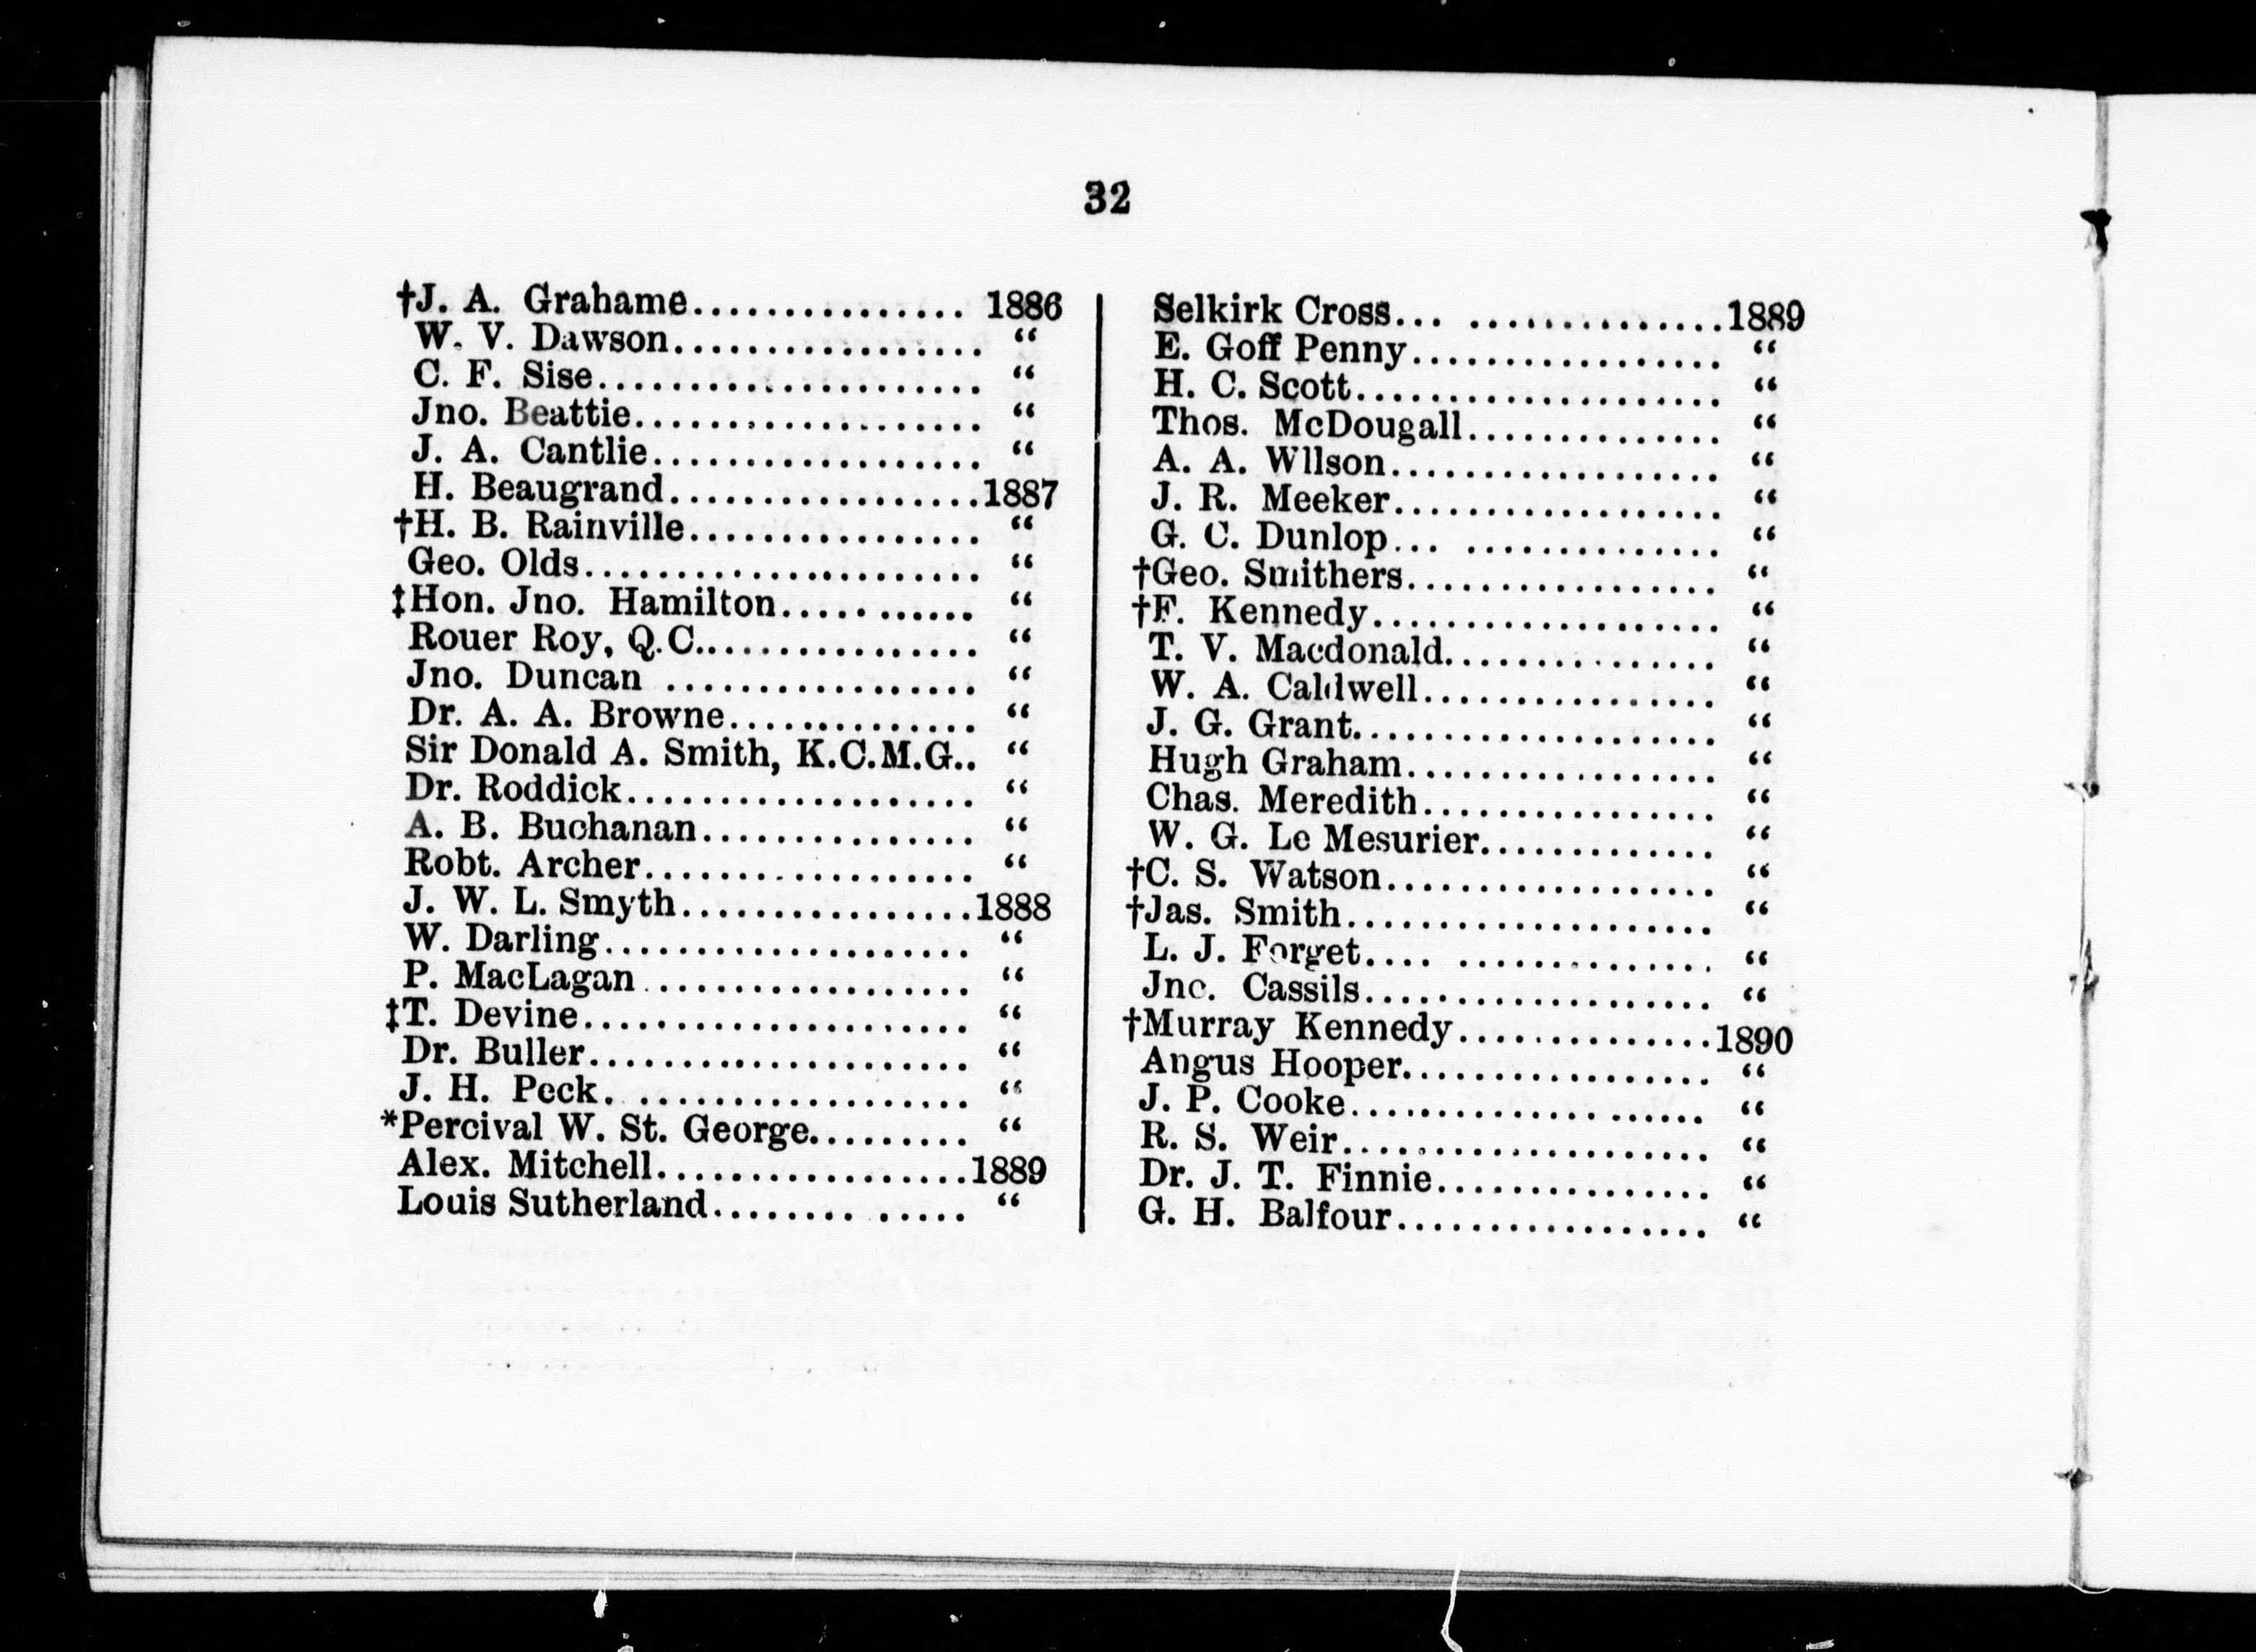 32
†J. A. Grahame................ 1886
W. V. Dawson................. “
C. F. Sise..................... “
Jno. Beattie................... “
J. A. Cantlie.................. “
H. Beaugrand.................1887
†H. B. Rainville................ “
Geo. Olds...................... “
‡Hon. Jno. Hamilton..... ...... “
Rouer Roy, Q.C................ “
Jno. Duncan ................. “
Dr. A. A. Browne.............. “
Sir Donald A. Smith, K.C.M.G.. “
Dr. Roddick................... “
A. B. Buchanan............... “
Robt. Archer.................. “
J. W. L. Smyth................1888
W. Darling.................... “
P. MacLagan .................. “
‡T. Devine..................... “
Dr. Buller..................... “
J. H. Peck. .................. “
*Percival W. St. George......... “
Alex. Mitchell.................1889
Louis Sutherland........ ..... “
Selkirk Cross... ..............1889
E. Goff Penny................. “
H. C. Scott.................... “
Thos. McDougall.............. “
A. A. Wllson.................. “
J. R. Meeker.................. “
G. C. Dunlop... .............. “
†Geo. Smithers................. “
†F. Kennedy................... “
T. V. Macdonald............... “
W. A. Caldwell................ “
J. G. Grant.................... “
Hugh Graham................. “
Chas. Meredith................ “
W. G. Le Mesurier............. “
†C. S. Watson.................. “
†Jas. Smith.................... “
L. J. Forget.... .............. “
Jno. Cassils................... “
†Murray Kennedy..............1890
Angus Hooper................. “
J. P. Cooke.............. ..... “
R. S. Weir.................... “
Dr. J. T. Finnie............... “
G. H. Balfour................. “